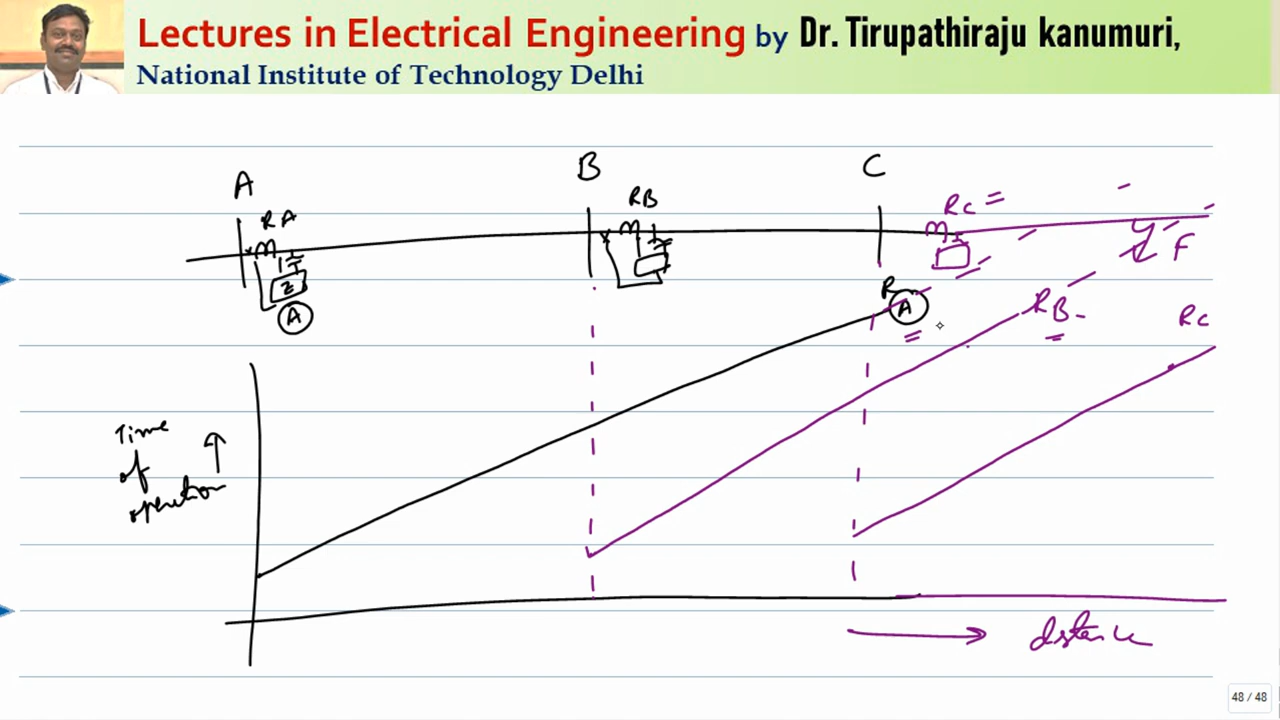 Lectures in Electrical Engineering by Dr. Tirupathiraju kanumuri,
National Institute of Technology Delhi
A
B
C
RA
RB
Rc =
Z
A
F
R A
RB-
Rc
Time
of
operation
distance
48 / 48